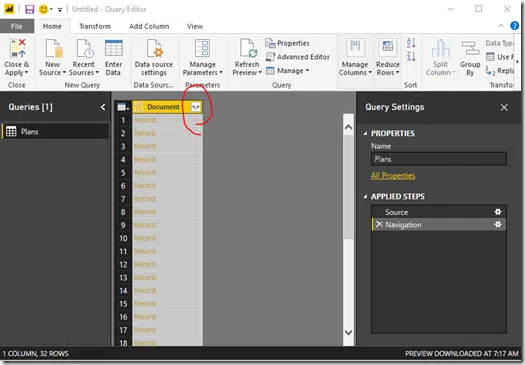 Untitled - Query Editor
File
Home
Transform
Add Column
View
Close &
Apply
New
Source
Recent
Sources
Enter
Data
Data source
settings
Manage
Parameters
Refresh
Preview
Properties
Advanced Editor
Manage
Manage
Columns
Reduce
Rows
Split
Column
Group
By
Data Typ
Use F
Re
Close
New Query
Data Sourc...
Parameters
Query
Sort
Transfor
Queries [1]
Plans
Document
1 Record
2 Record
3 Record
4 Record
5 Record
6 Record
7 Record
8 Record
9 Record
10 Record
11 Record
12 Record
13 Record
14 Record
15 Record
16 Record
17 Record
18 Record
Query Settings
PROPERTIES
Name
Plans
All Properties
APPLIED STEPS
Source
Navigation
1 COLUMN, 32 ROWS
PREVIEW DOWNLOADED AT 7:17 AM